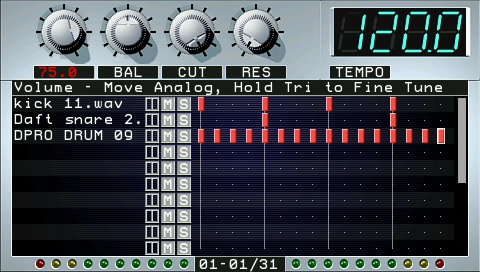 120.0
75.0 BAL CUT RES TEMPO
Volume - Move Analog, Hold Tri to Fine Tune
kick 11.wav M S
Daft snare 2. M S
DPRO DRUM 09 M S
M S
M S
M S
M S
M S
M S
M S
01-01/31